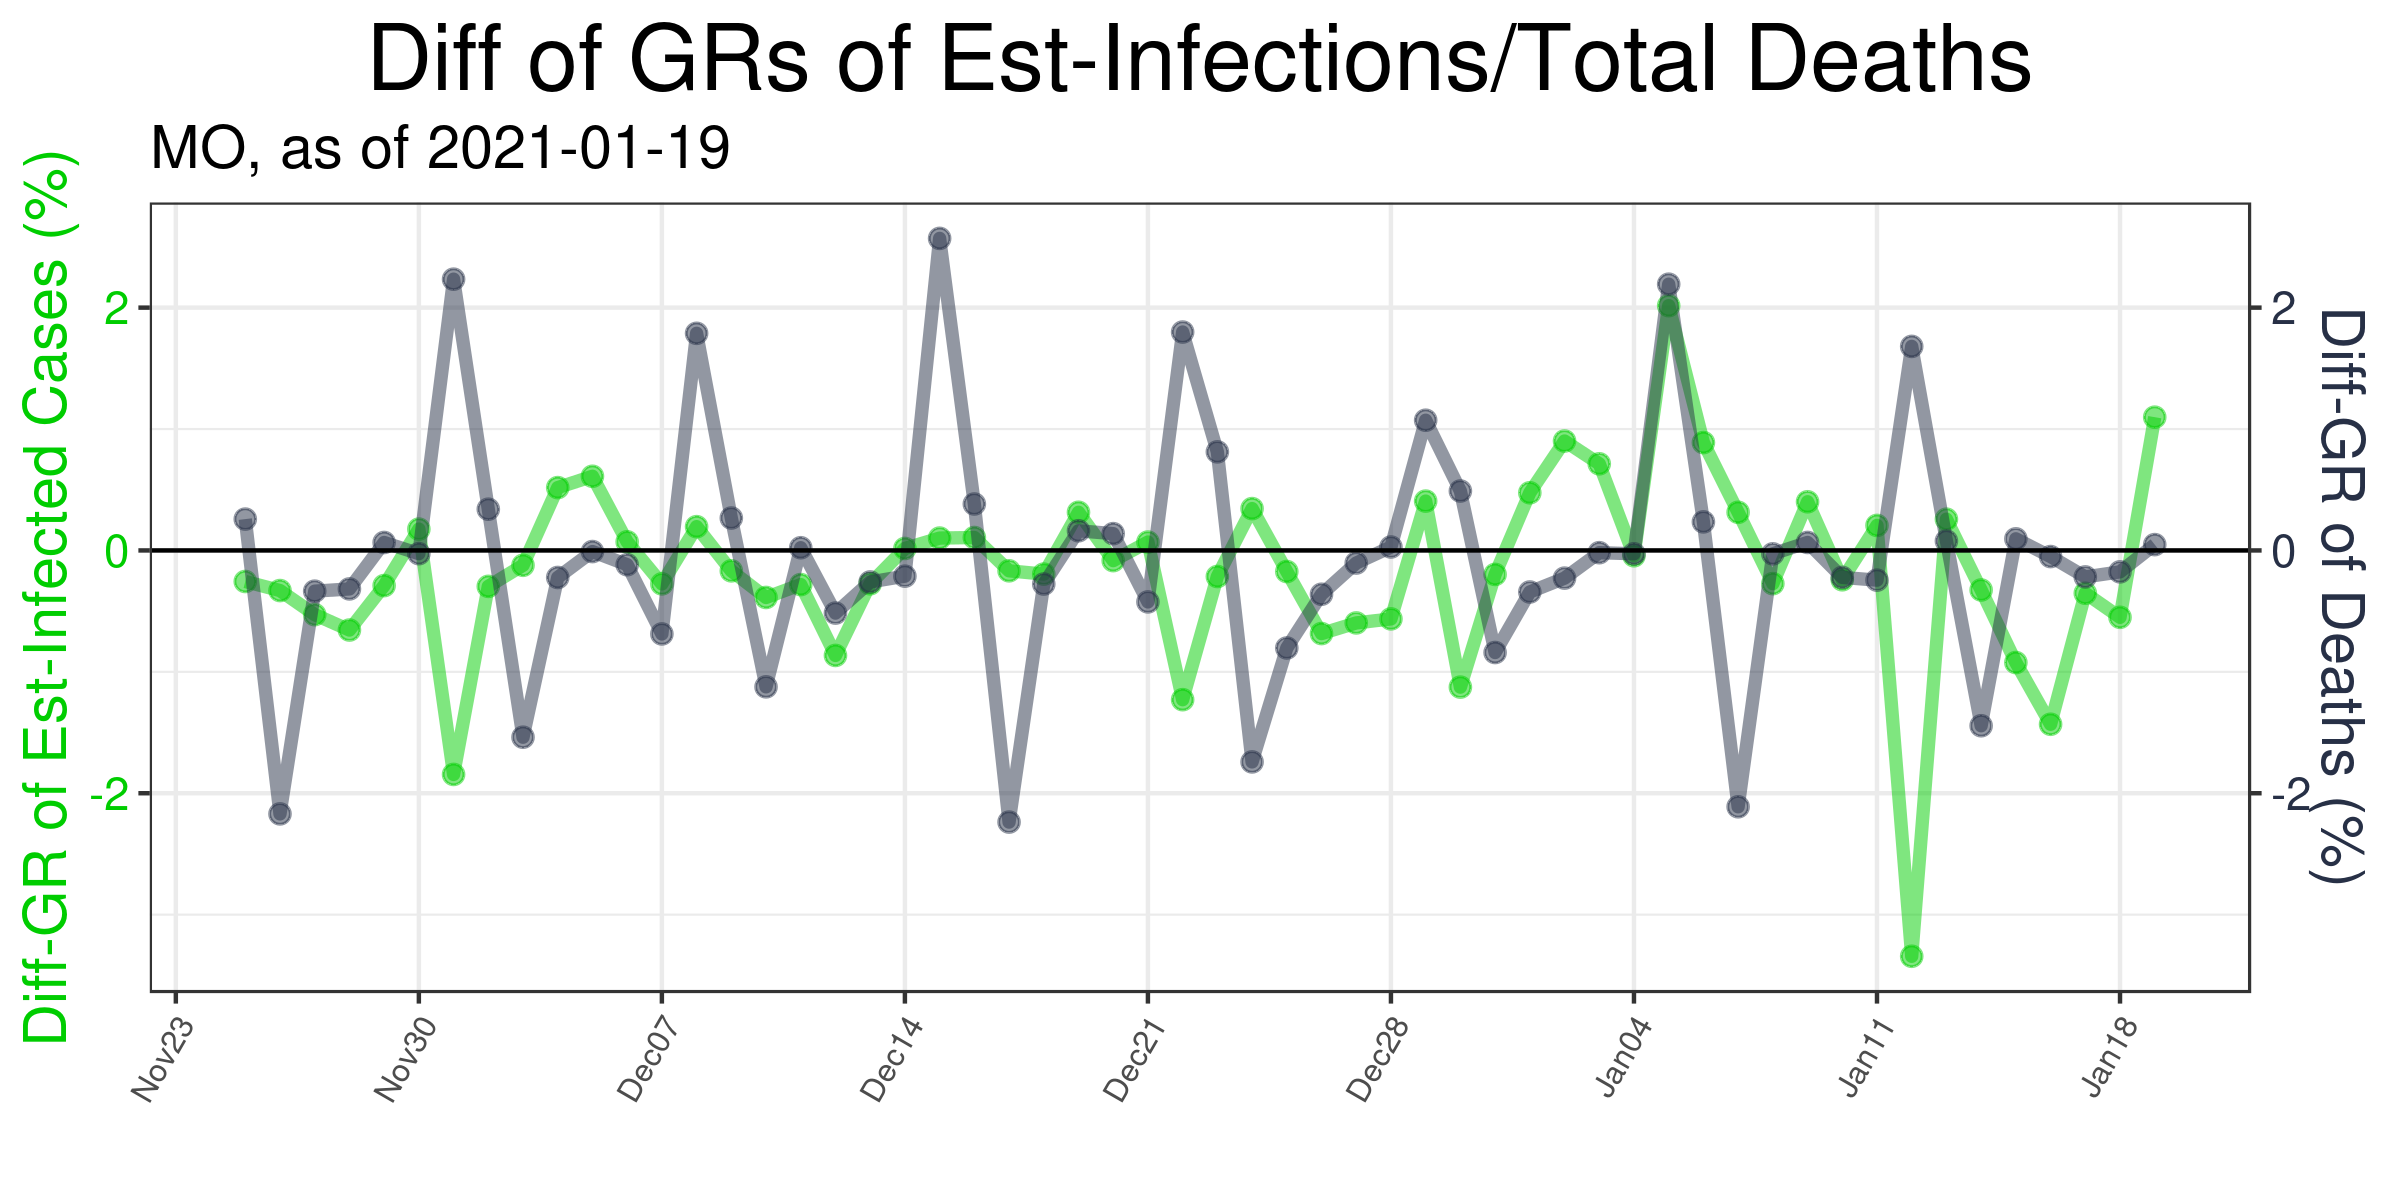 Diff of GRs of Est-Infections/Total Deaths
MO, as of 2021-01-19
Diff-GR of Est-Infected Cases (%)
2
0
-2
2
0
-2
Diff-GR of Deaths (%)
Nov23
Nov30
Dec07
Dec14
Dec21
Dec28
Jan04
Jan11
Jan18